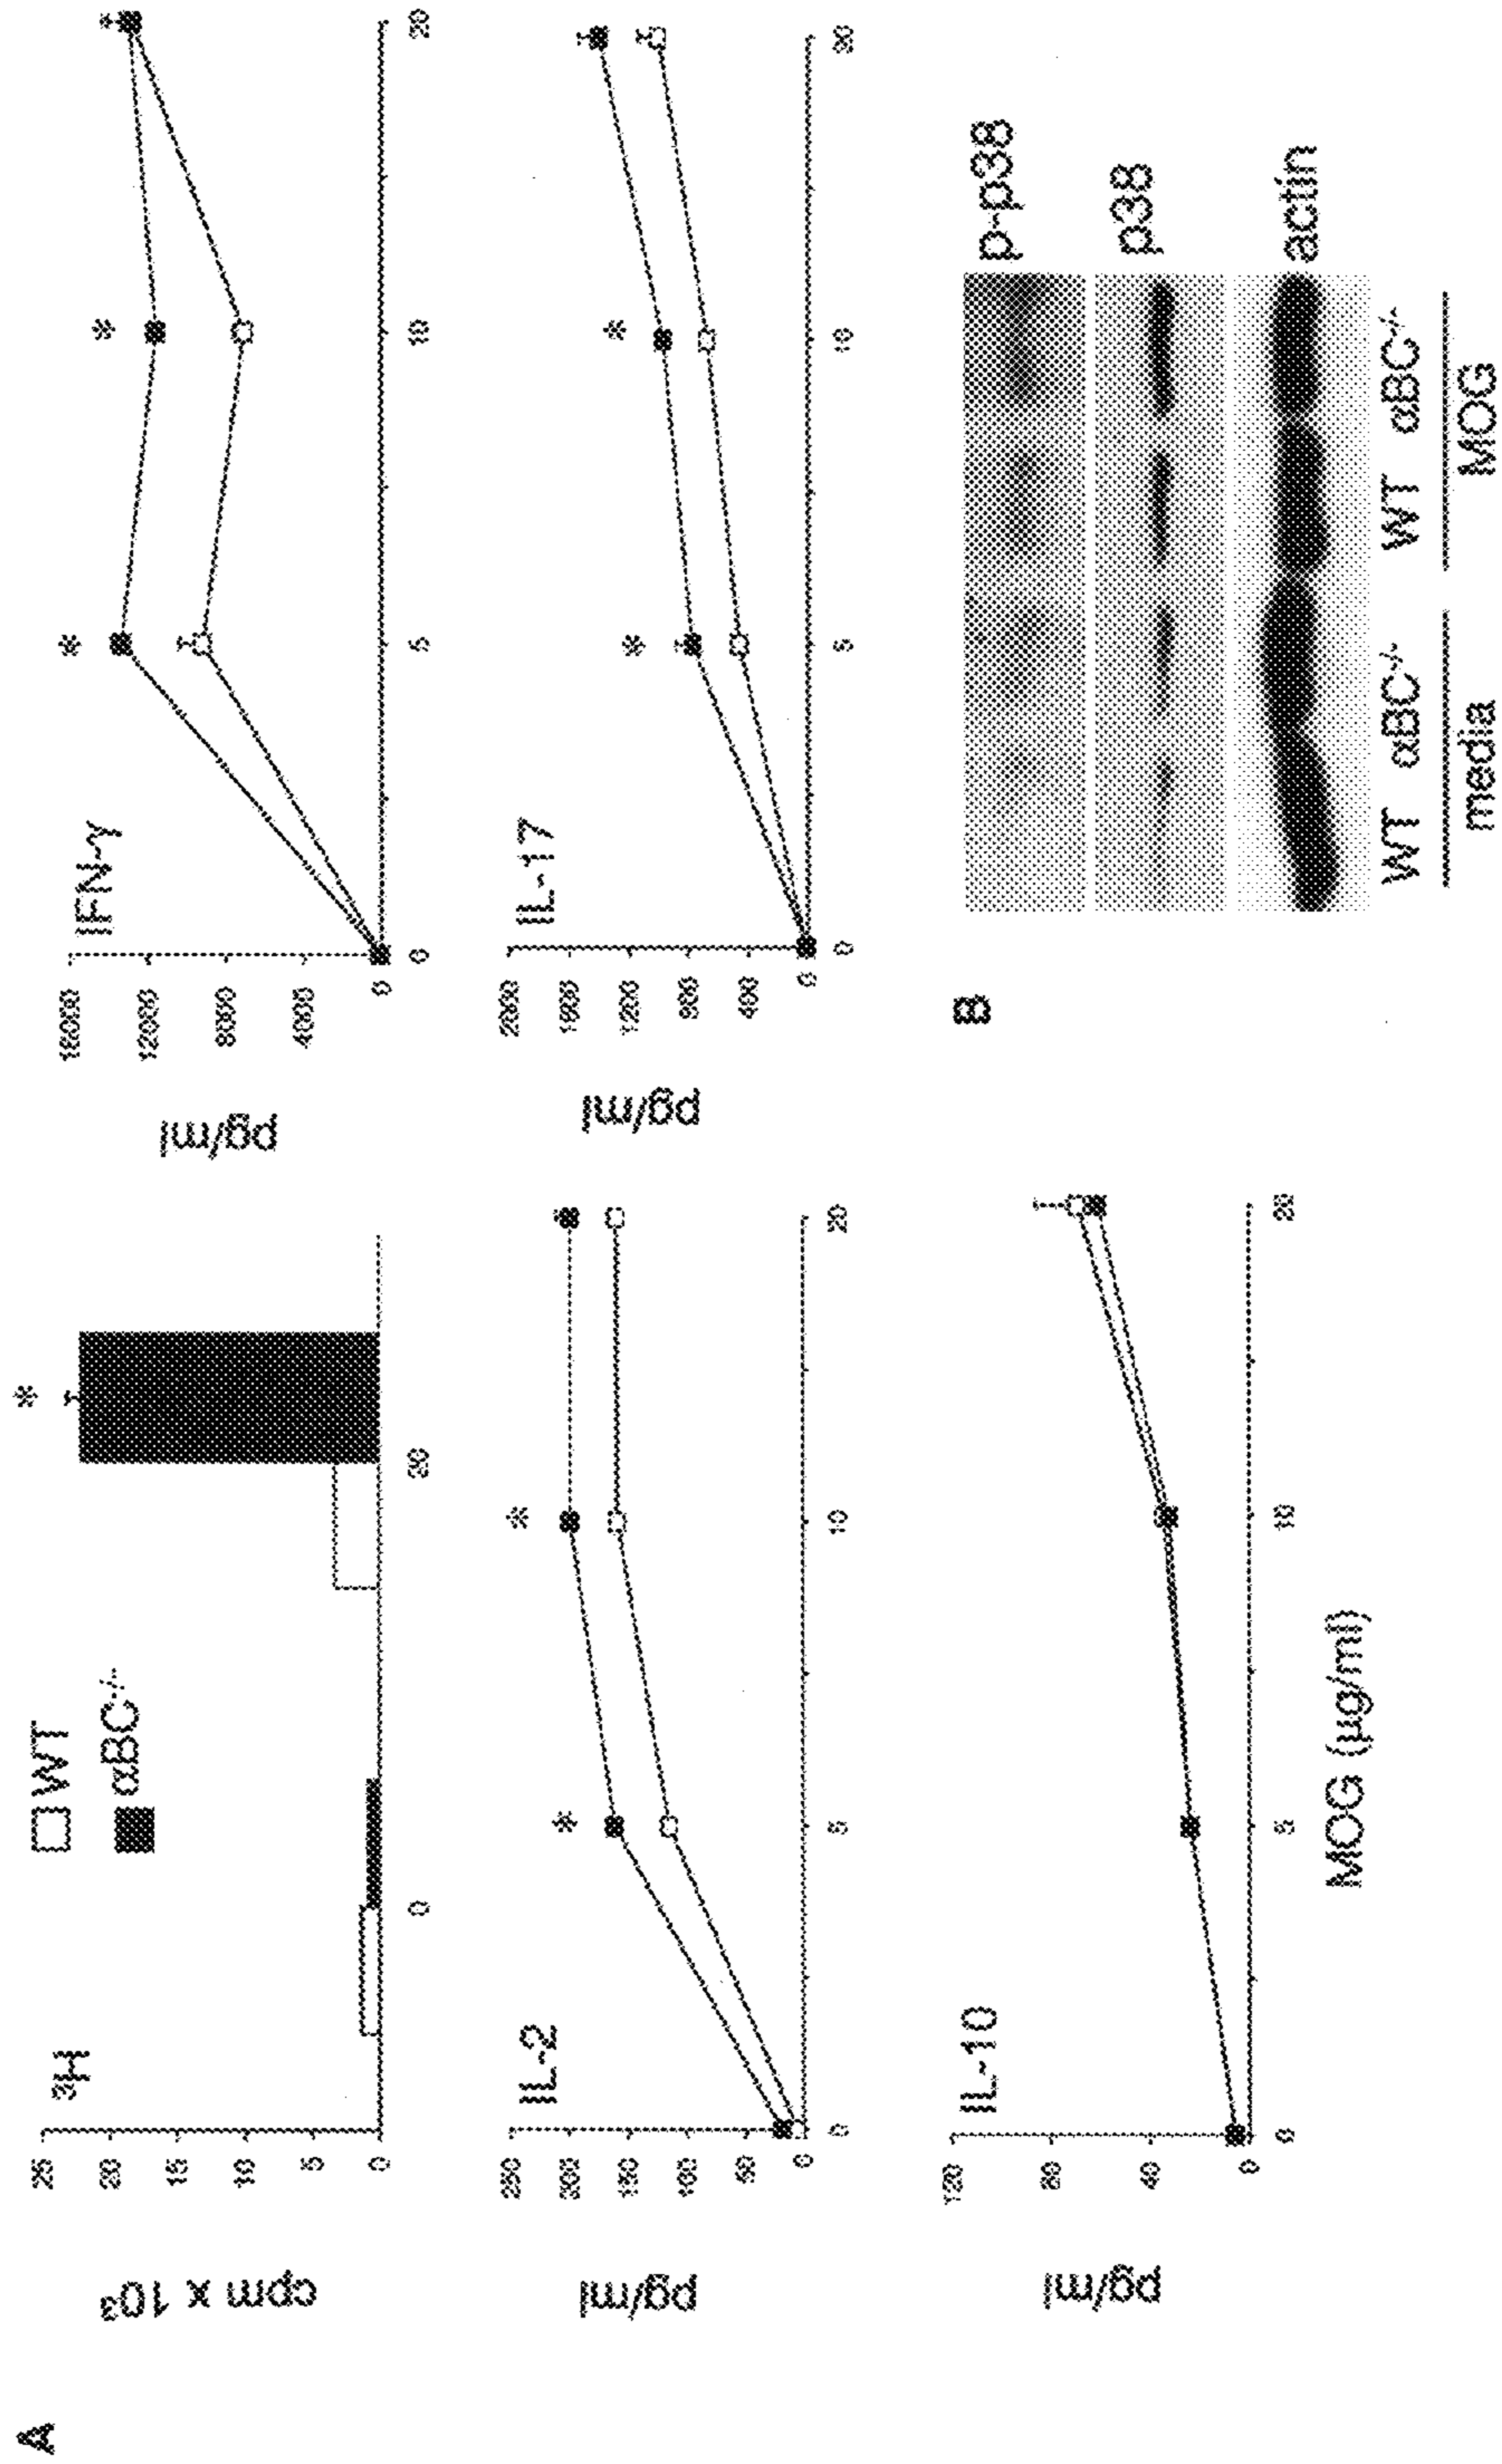 A
³H
□ WT
■ αBC-/-
cpm x 10³
25
20
15
10
5
0
0 20
IFN-γ
pg/ml
16000
12000
8000
4000
0
0 5 10 20
* * *
IL-2
pg/ml
250
200
150
100
50
0
0 5 10 20
* *
IL-17
pg/ml
2000
1600
1200
800
400
0
0 5 10 20
* *
IL-10
pg/ml
120
80
40
0
0 5 10 20
MOG (µg/ml)
B
p-p38
p38
actin
WT αBC-/- WT αBC-/-
media MOG